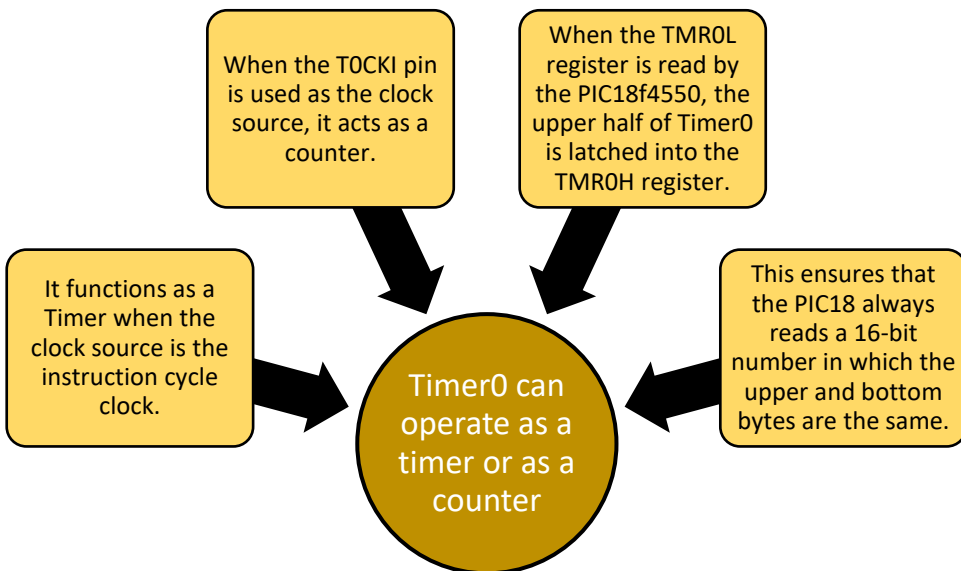 It functions as a
Timer when the
clock source is the
instruction cycle
clock.
When the T0CKI pin
is used as the clock
source, it acts as a
counter.
When the TMR0L
register is read by
the PIC18f4550, the
upper half of Timer0
is latched into the
TMR0H register.
This ensures that
the PIC18 always
reads a 16-bit
number in which the
upper and bottom
bytes are the same.
Timer0 can
operate as a
timer or as a
counter